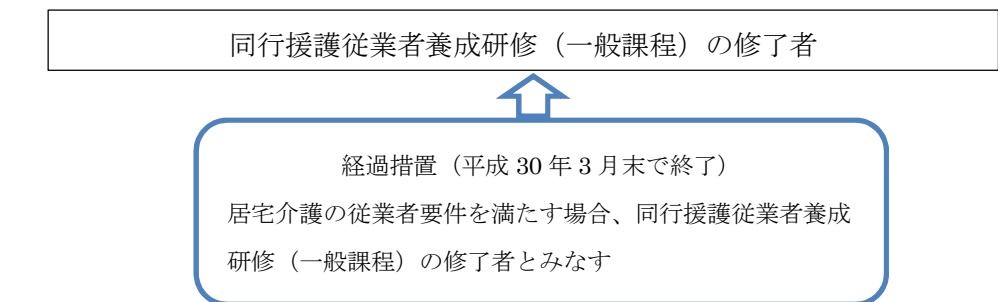 同行援護従業者養成研修（一般課程）の修了者
経過措置（平成 30 年 3 月末で終了）
居宅介護の従業者要件を満たす場合、同行援護従業者養成
研修（一般課程）の修了者とみなす